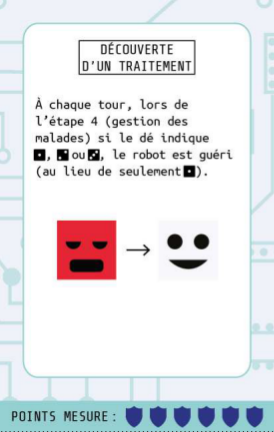 DÉCOUVERTE
D'UN TRAITEMENT
À chaque tour, lors de
l'étape 4 (gestion des
malades) si le dé indique
⚀, ⚁ ou ⚂, le robot est guéri
(au lieu de seulement ⚀).
POINTS MESURE :